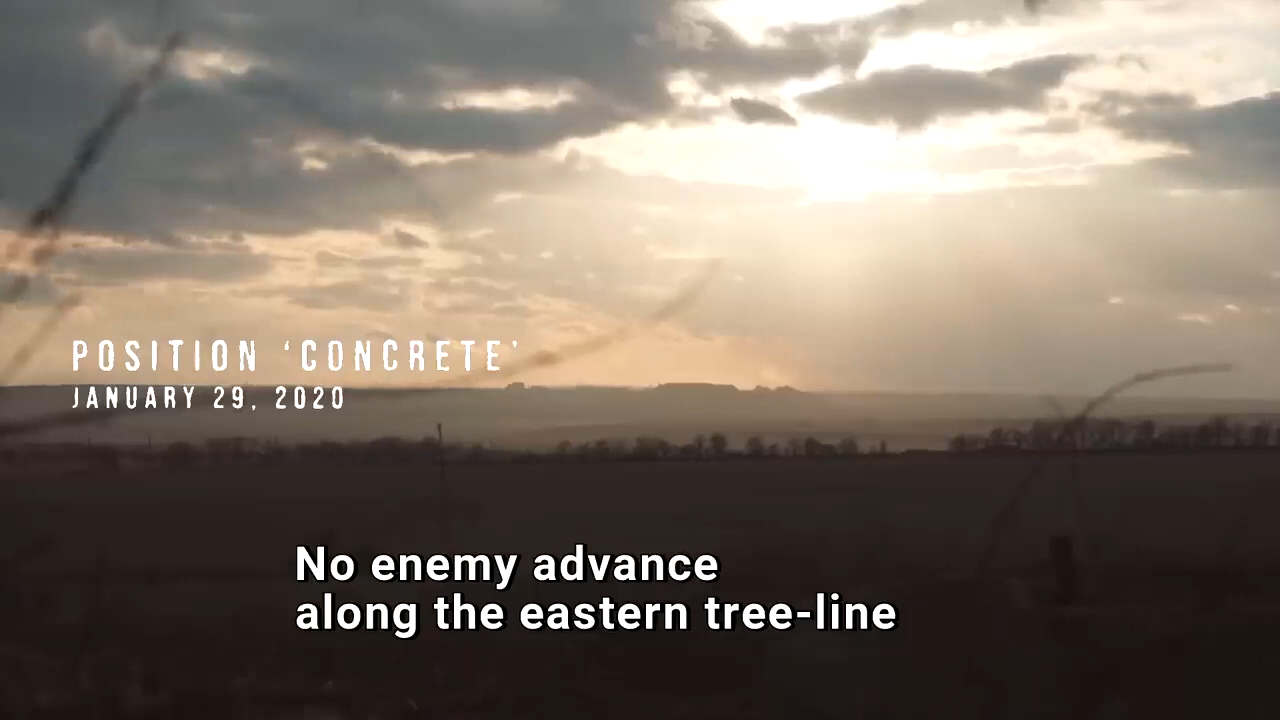 POSITION ‘CONCRETE’
JANUARY 29, 2020
No enemy advance
along the eastern tree-line